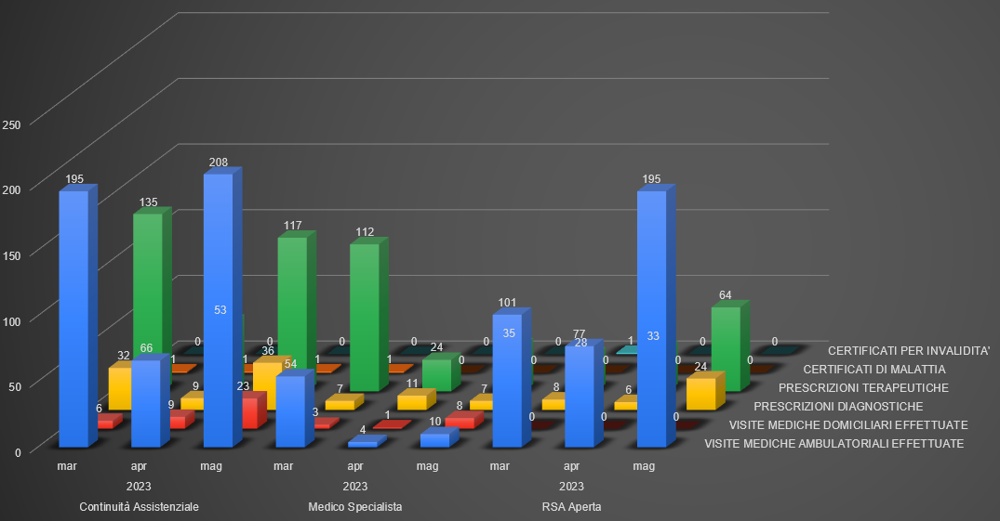 250
200
150
100
50
0
195 66 208 54 4 10 101 77 195
6 9 23 3 1 8 0 0 0
32 9 36 7 11 7 8 6 24
135 53 117 112 24 35 28 33 64
1 1 1 1 0 0 0 0 0
0 0 0 0 0 0 1 0 0
CERTIFICATI PER INVALIDITA'
CERTIFICATI DI MALATTIA
PRESCRIZIONI TERAPEUTICHE
PRESCRIZIONI DIAGNOSTICHE
VISITE MEDICHE DOMICILIARI EFFETTUATE
VISITE MEDICHE AMBULATORIALI EFFETTUATE
mar apr mag mar apr mag mar apr mag
2023 2023 2023
Continuità Assistenziale Medico Specialista RSA Aperta